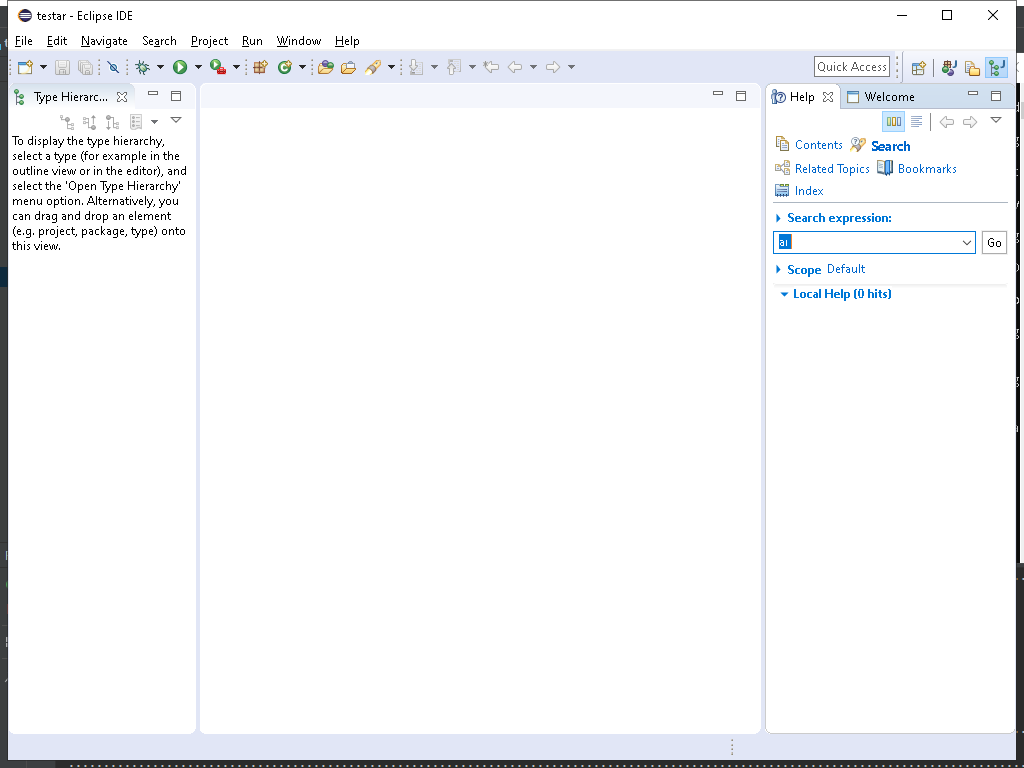 testar - Eclipse IDE
File Edit Navigate Search Project Run Window Help
Quick Access
Type Hierarc...
To display the type hierarchy,
select a type (for example in the
outline view or in the editor), and
select the 'Open Type Hierarchy'
menu option. Alternatively, you
can drag and drop an element
(e.g. project, package, type) onto
this view.
Help Welcome
Contents Search
Related Topics Bookmarks
Index
Search expression:
Go
Scope Default
Local Help (0 hits)